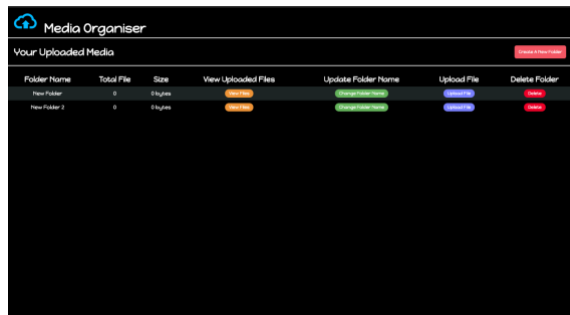 Media Organiser
Your Uploaded Media
Create A New Folder
Folder Name Total File Size View Uploaded Files Update Folder Name Upload File Delete Folder
New Folder 0 0 bytes View Files Change Folder Name Upload File Delete
New Folder 2 0 0 bytes View Files Change Folder Name Upload File Delete